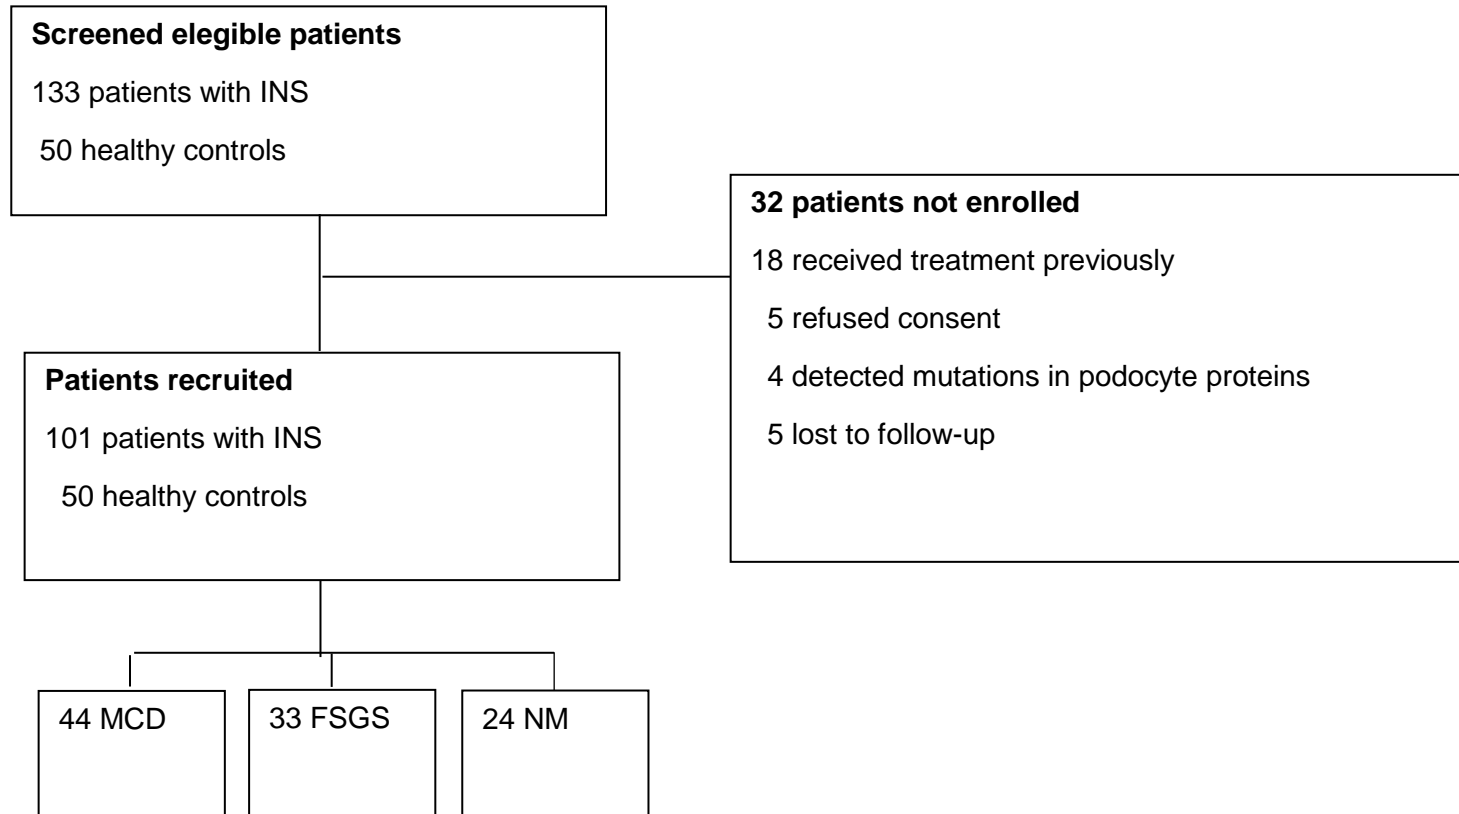 Screened elegible patients
133 patients with INS
50 healthy controls
32 patients not enrolled
18 received treatment previously
5 refused consent
4 detected mutations in podocyte proteins
5 lost to follow-up
Patients recruited
101 patients with INS
50 healthy controls
44 MCD
33 FSGS
24 NM